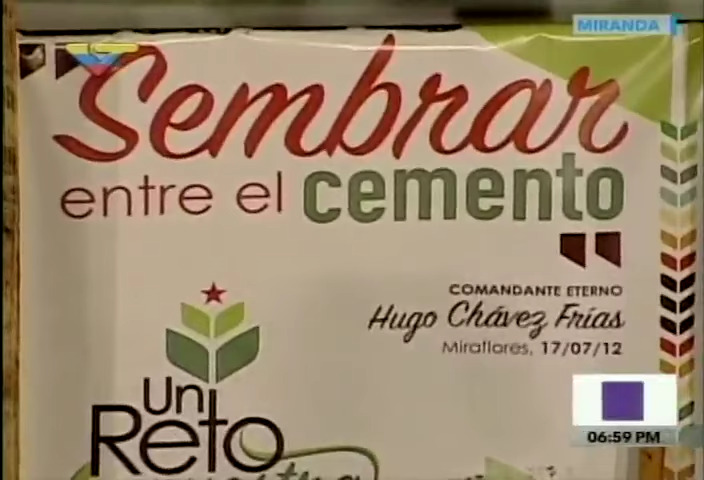 MIRANDA
Sembrar
entre el cemento
COMANDANTE ETERNO
Hugo Chávez Frías
Miraflores, 17/07/12
Un
Reto
06:59 PM